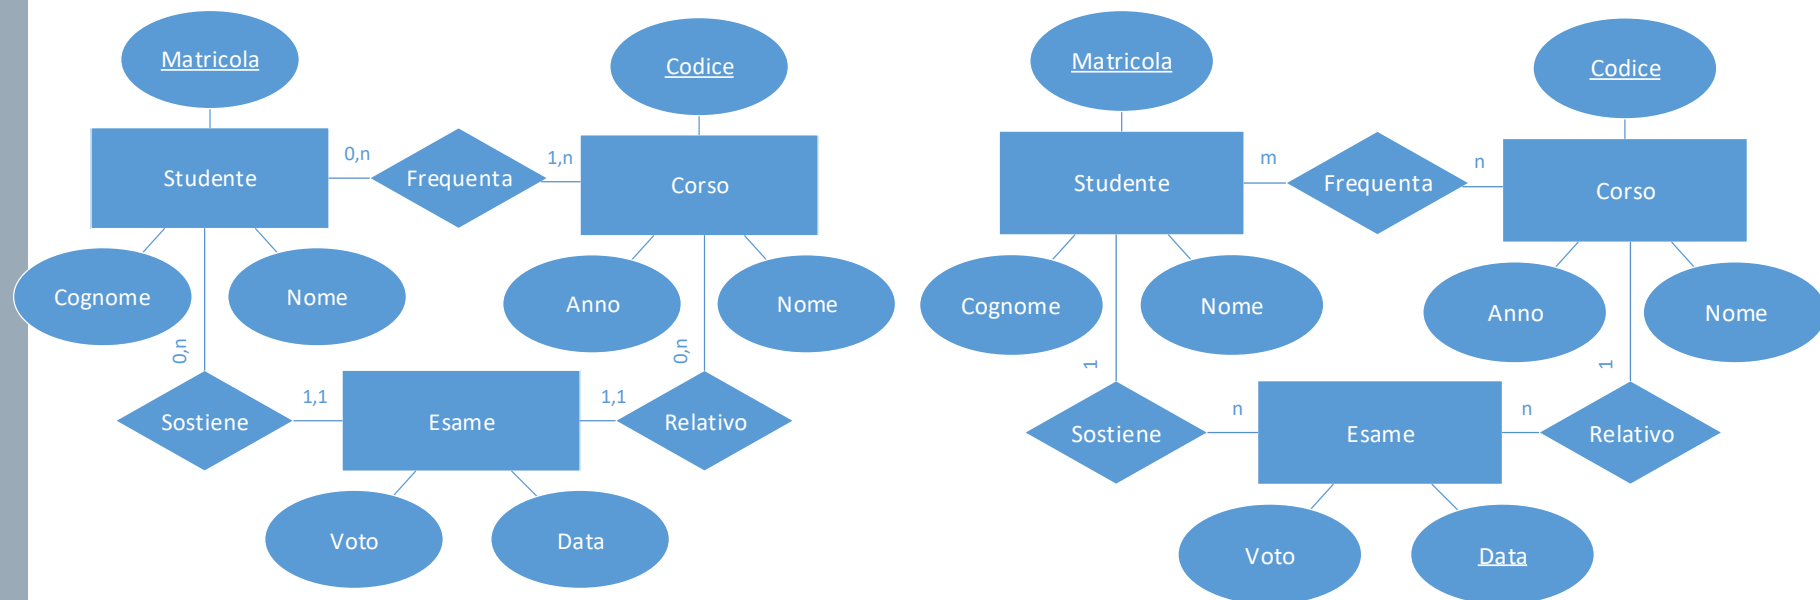 Matricola
Codice
Studente
0,n
Frequenta
1,n
Corso
Cognome
Nome
Anno
Nome
0,n
0,n
Sostiene
1,1
Esame
1,1
Relativo
Voto
Data
Matricola
Codice
Studente
m
Frequenta
n
Corso
Cognome
Nome
Anno
Nome
1
1
Sostiene
n
Esame
n
Relativo
Voto
Data